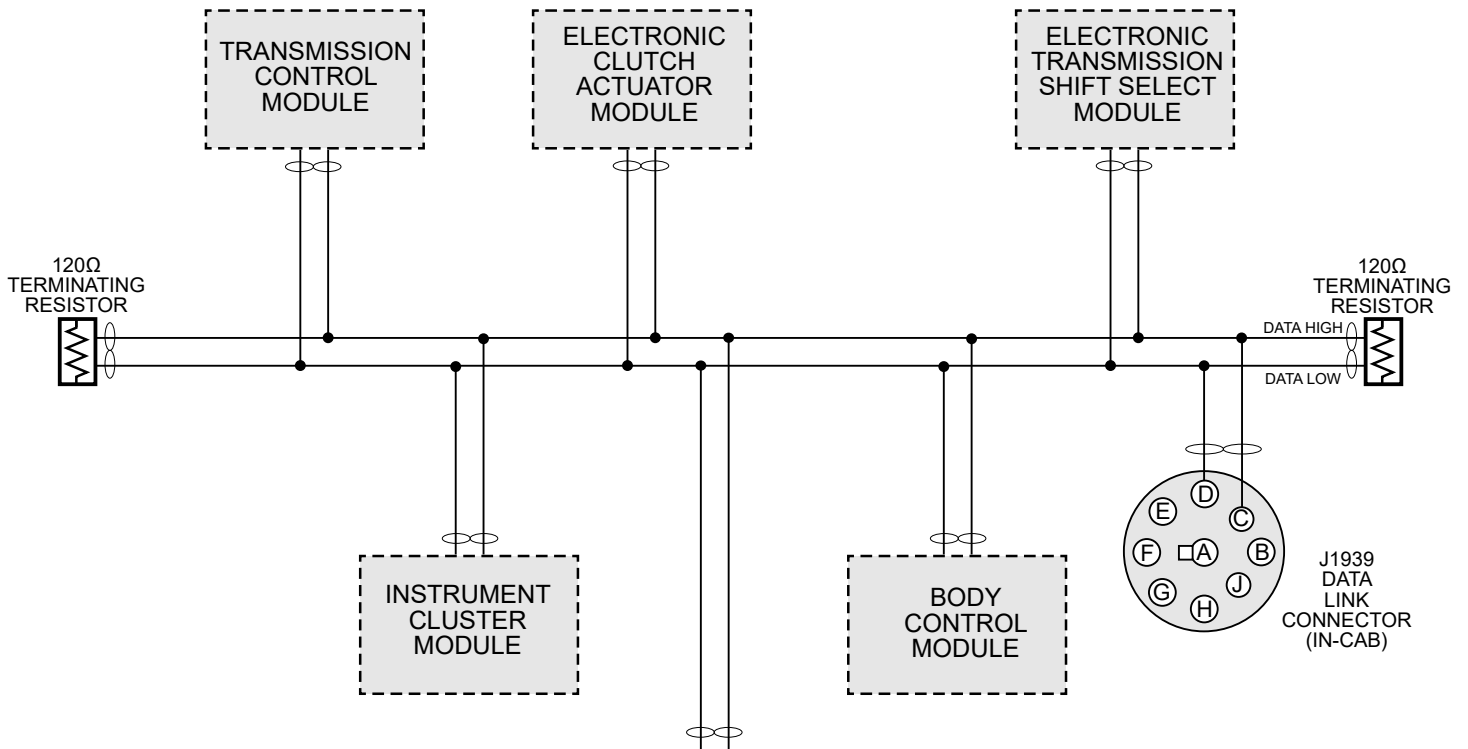 TRANSMISSION
CONTROL
MODULE
ELECTRONIC
CLUTCH
ACTUATOR
MODULE
ELECTRONIC
TRANSMISSION
SHIFT SELECT
MODULE
120Ω
TERMINATING
RESISTOR
120Ω
TERMINATING
RESISTOR
DATA HIGH
DATA LOW
INSTRUMENT
CLUSTER
MODULE
BODY
CONTROL
MODULE
D
E
C
F
A
B
G
J
H
J1939
DATA
LINK
CONNECTOR
(IN-CAB)